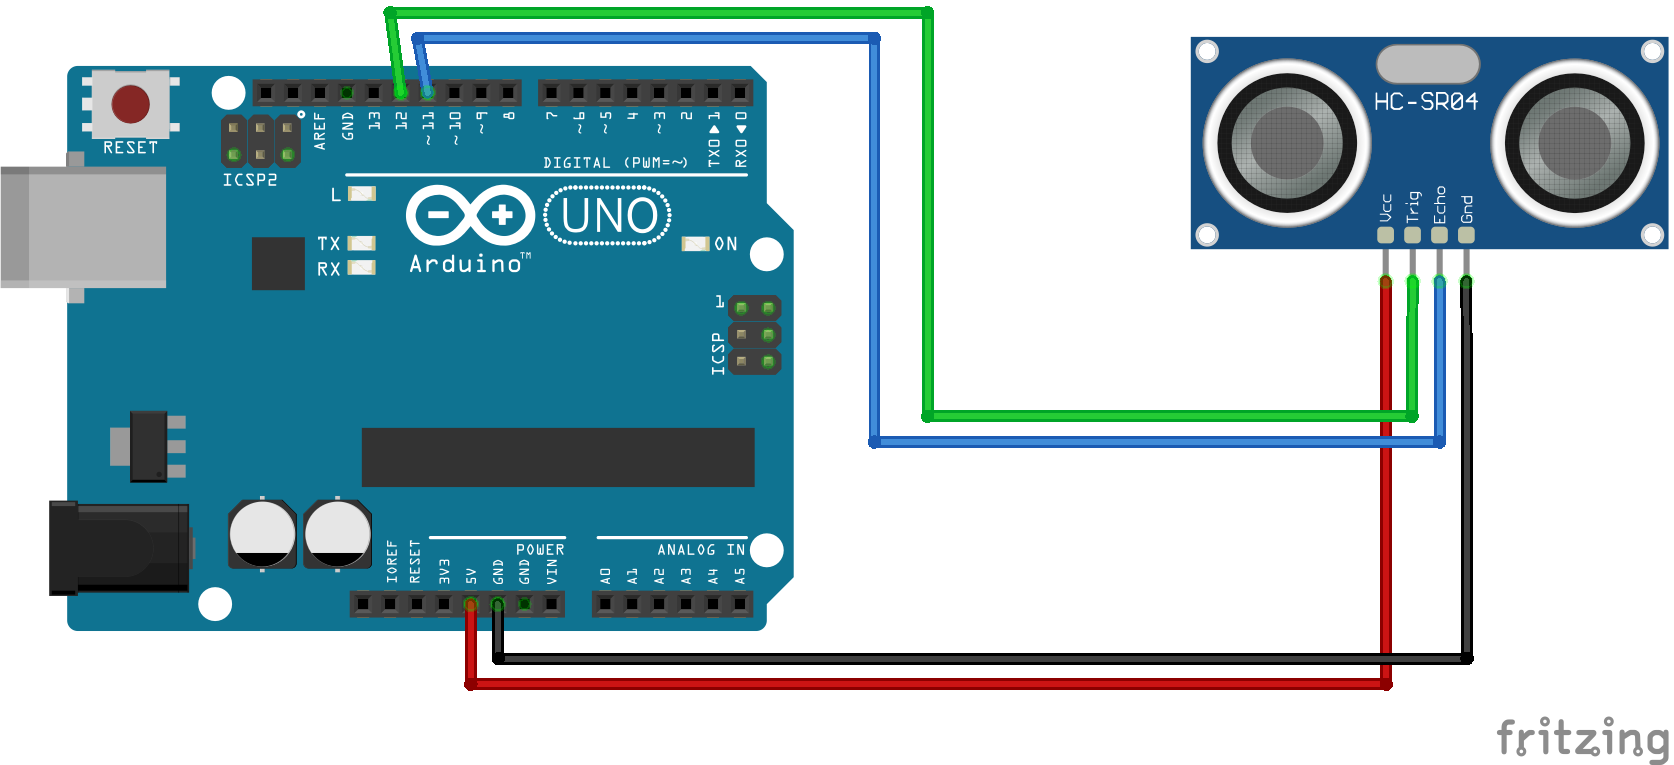 RESET
ICSP2
AREF
GND
13
12
~11
~10
~9
8
7
~6
~5
4
~3
2
TX0▶1
RX0◀0
DIGITAL (PWM=~)
L
TX
RX
UNO
Arduino™
ON
1
ICSP
POWER
ANALOG IN
IOREF
RESET
3V3
5V
GND
GND
VIN
A0
A1
A2
A3
A4
A5
HC-SR04
Vcc
Trig
Echo
Gnd
fritzing